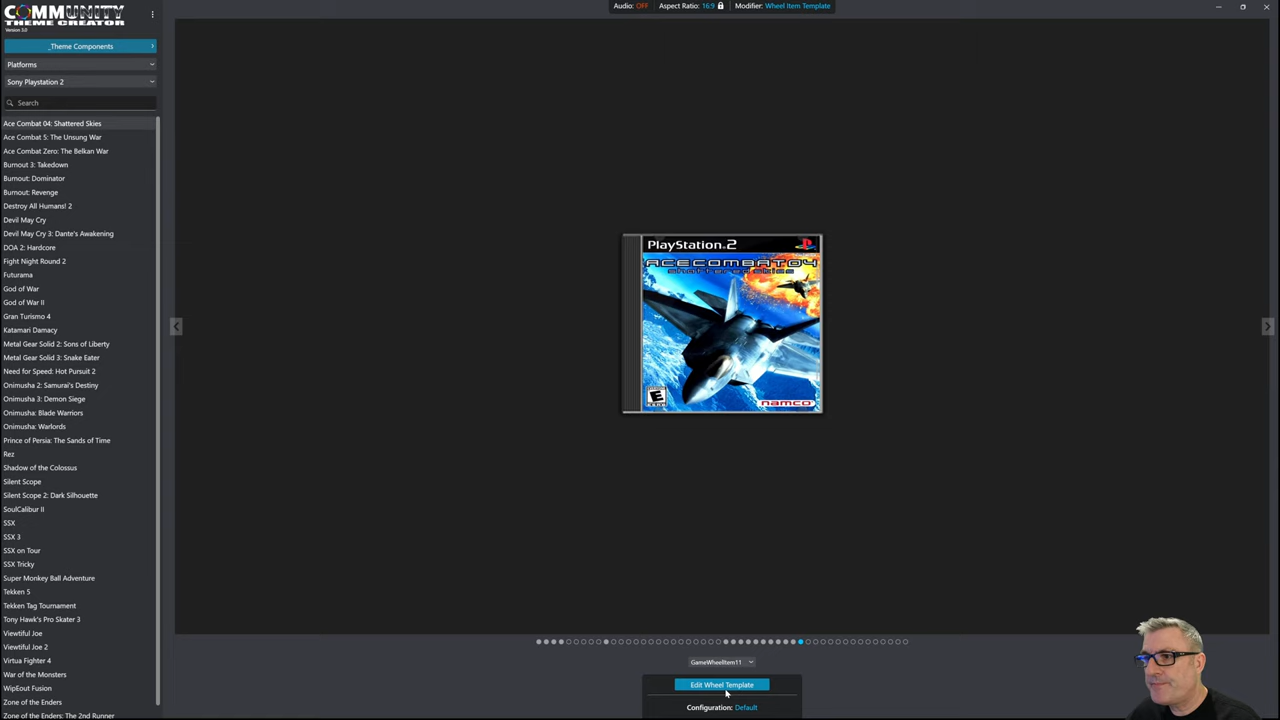 COMMUNITY
THEME CREATOR
Version 3.0
Audio: OFF
Aspect Ratio: 16:9
Modifier: Wheel Item Template
_Theme Components
Platforms
Sony Playstation 2
Search
Ace Combat 04: Shattered Skies
Ace Combat 5: The Unsung War
Ace Combat Zero: The Belkan War
Burnout 3: Takedown
Burnout: Dominator
Burnout: Revenge
Destroy All Humans! 2
Devil May Cry
Devil May Cry 3: Dante's Awakening
DOA 2: Hardcore
Fight Night Round 2
Futurama
God of War
God of War II
Gran Turismo 4
Katamari Damacy
Metal Gear Solid 2: Sons of Liberty
Metal Gear Solid 3: Snake Eater
Need for Speed: Hot Pursuit 2
Onimusha 2: Samurai's Destiny
Onimusha 3: Demon Siege
Onimusha: Blade Warriors
Onimusha: Warlords
Prince of Persia: The Sands of Time
Rez
Shadow of the Colossus
Silent Scope
Silent Scope 2: Dark Silhouette
SoulCalibur II
SSX
SSX 3
SSX on Tour
SSX Tricky
Super Monkey Ball Adventure
Tekken 5
Tekken Tag Tournament
Tony Hawk's Pro Skater 3
Viewtiful Joe
Viewtiful Joe 2
Virtua Fighter 4
War of the Monsters
WipEout Fusion
Zone of the Enders
Zone of the Enders: The 2nd Runner
PlayStation.2
ACECOMBAT04
shattered skies
E
namco
GameWheelItem11
Edit Wheel Template
Configuration: Default